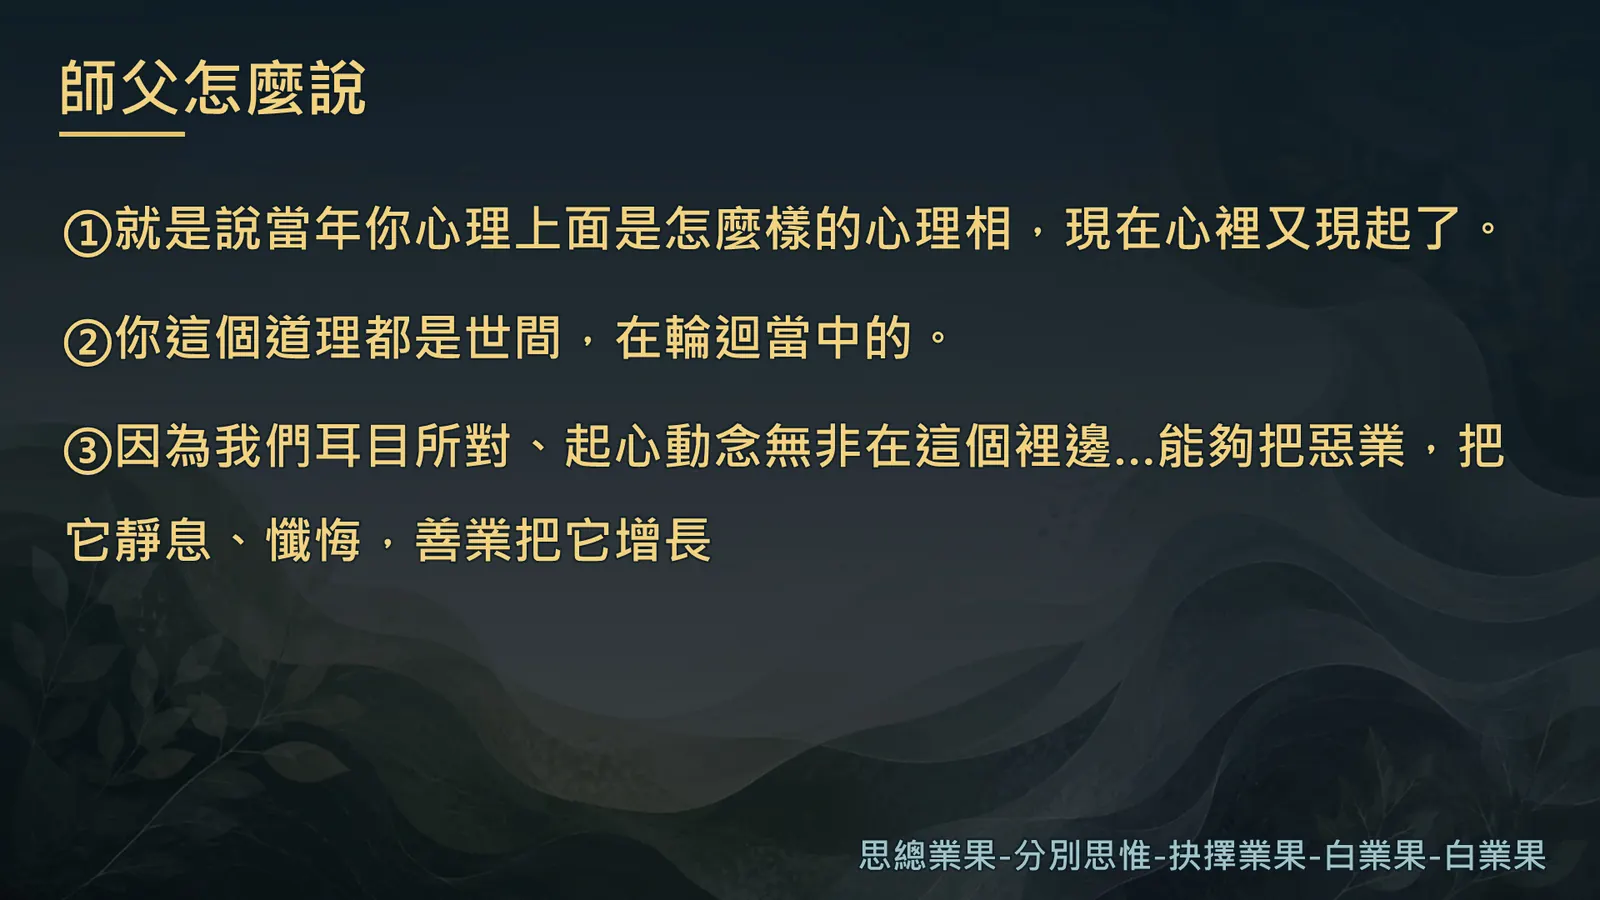 師父怎麼說
①就是說當年你心理上面是怎麼樣的心理相，現在心裡又現起了。
②你這個道理都是世間，在輪迴當中的。
③因為我們耳目所對、起心動念無非在這個裡邊...能夠把惡業，把
它靜息、懺悔，善業把它增長
思總業果-分別思惟-抉擇業果-白業果-白業果